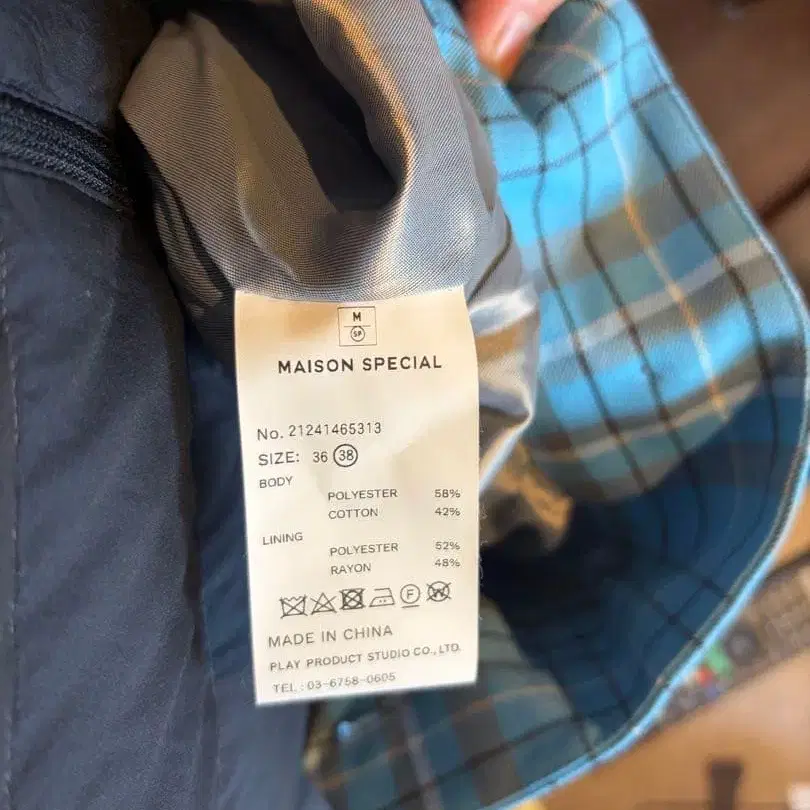 M
SP
MAISON SPECIAL
No. 21241465313
SIZE: 36 38
BODY
POLYESTER 58%
COTTON 42%
LINING
POLYESTER 52%
RAYON 48%
F W
MADE IN CHINA
PLAY PRODUCT STUDIO CO., LTD.
TEL : 03-6758-0605